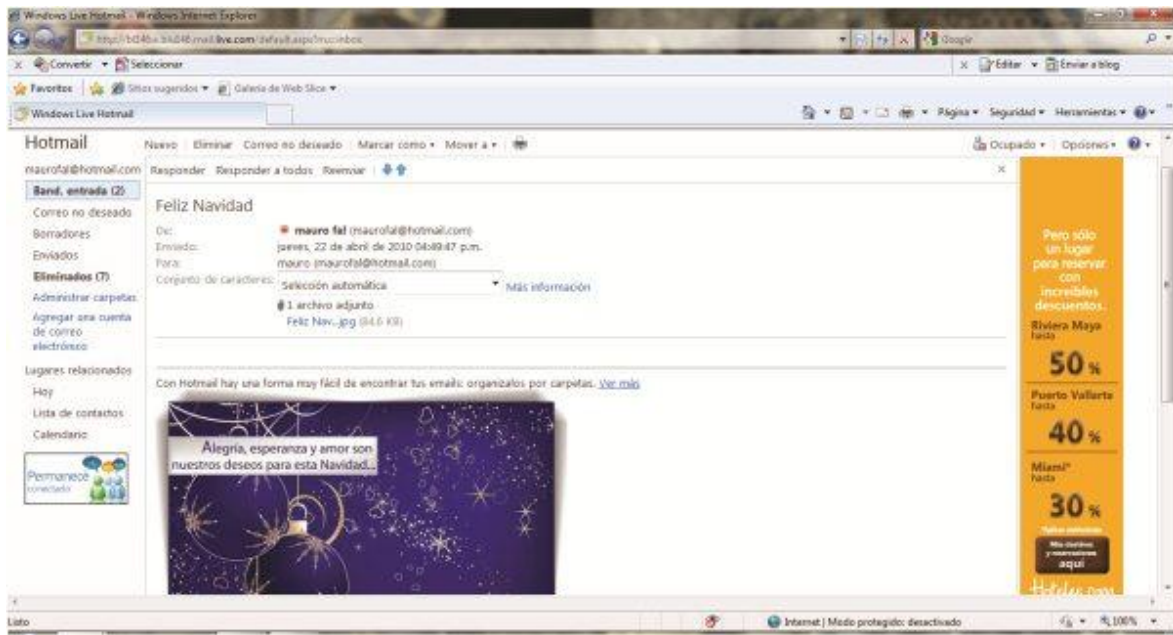 Windows Live Hotmail - Windows Internet Explorer
Google
Convertir Seleccionar Editar Enviar a blog
Favoritos Sitios sugeridos Galería de Web Slice
Windows Live Hotmail Página Seguridad Herramientas
Hotmail Nuevo Eliminar Correo no deseado Marcar como Mover a Ocupado Opciones
maurofal@hotmail.com Responder Responder a todos Reenviar
Band. entrada (2)
Correo no deseado
Borradores
Enviados
Eliminados (7)
Administrar carpetas
Agregar una cuenta
de correo
electrónico
Lugares relacionados
Hoy
Lista de contactos
Calendario
Permanece
conectado
Feliz Navidad
De: mauro fal (maurofal@hotmail.com)
Enviado: jueves, 22 de abril de 2010 04:49:47 p.m.
Para: mauro (maurofal@hotmail.com)
Conjunto de caracteres: Selección automática Más información
1 archivo adjunto
Feliz Nav...jpg (84.6 KB)
Con Hotmail hay una forma muy fácil de encontrar tus emails: organízalos por carpetas. Ver más
Alegría, esperanza y amor son
nuestros deseos para esta Navidad...
Pero sólo
un lugar
para reservar
con
increíbles
descuentos.
Riviera Maya
hasta
50 %
Puerto Vallarta
hasta
40 %
Miami*
hasta
30 %
y reservaciones
aquí
Listo Internet | Modo protegido: desactivado 100%